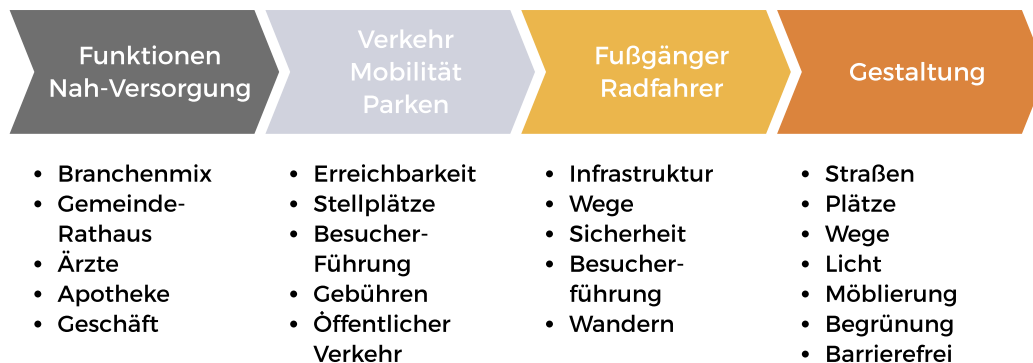 Funktionen
Nah-Versorgung
Verkehr
Mobilität
Parken
Fußgänger
Radfahrer
Gestaltung
• Branchenmix
• Gemeinde-
Rathaus
• Ärzte
• Apotheke
• Geschäft
• Erreichbarkeit
• Stellplätze
• Besucher-
Führung
• Gebühren
• Öffentlicher
Verkehr
• Infrastruktur
• Wege
• Sicherheit
• Besucher-
führung
• Wandern
• Straßen
• Plätze
• Wege
• Licht
• Möblierung
• Begrünung
• Barrierefrei